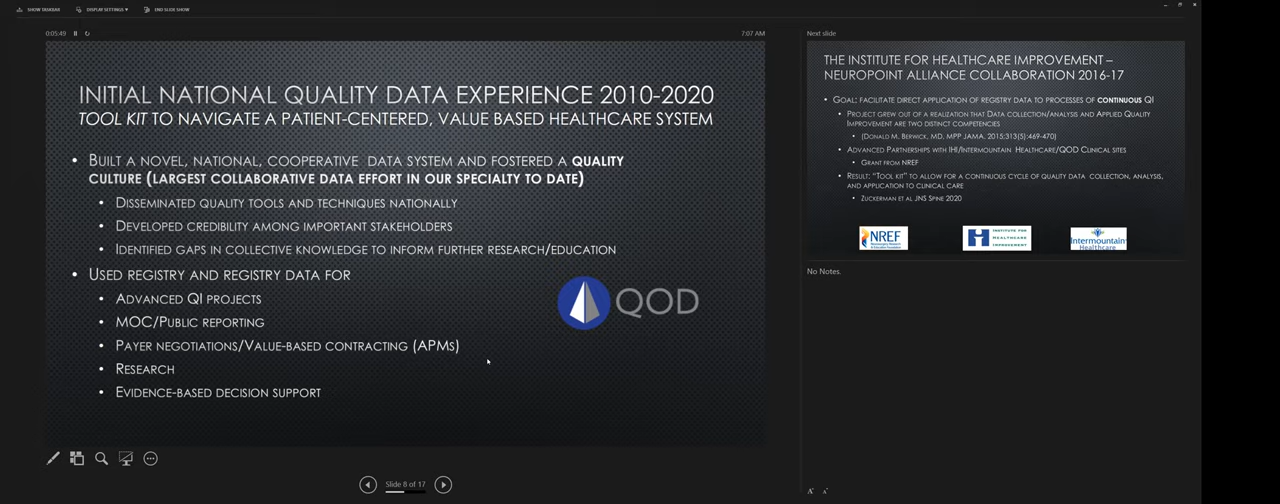 SHOW TASKBAR
DISPLAY SETTINGS
END SLIDE SHOW
0:05:49
7:07 AM
INITIAL NATIONAL QUALITY DATA EXPERIENCE 2010-2020
TOOL KIT TO NAVIGATE A PATIENT-CENTERED, VALUE BASED HEALTHCARE SYSTEM
• BUILT A NOVEL, NATIONAL, COOPERATIVE DATA SYSTEM AND FOSTERED A QUALITY
CULTURE (LARGEST COLLABORATIVE DATA EFFORT IN OUR SPECIALTY TO DATE)
• DISSEMINATED QUALITY TOOLS AND TECHNIQUES NATIONALLY
• DEVELOPED CREDIBILITY AMONG IMPORTANT STAKEHOLDERS
• IDENTIFIED GAPS IN COLLECTIVE KNOWLEDGE TO INFORM FURTHER RESEARCH/EDUCATION
• USED REGISTRY AND REGISTRY DATA FOR
• ADVANCED QI PROJECTS
• MOC/PUBLIC REPORTING
• PAYER NEGOTIATIONS/VALUE-BASED CONTRACTING (APMS)
• RESEARCH
• EVIDENCE-BASED DECISION SUPPORT
QOD
Slide 8 of 17
Next slide
THE INSTITUTE FOR HEALTHCARE IMPROVEMENT –
NEUROPOINT ALLIANCE COLLABORATION 2016-17
• GOAL: FACILITATE DIRECT APPLICATION OF REGISTRY DATA TO PROCESSES OF CONTINUOUS QI
• PROJECT GREW OUT OF A REALIZATION THAT DATA COLLECTION/ANALYSIS AND APPLIED QUALITY
IMPROVEMENT ARE TWO DISTINCT COMPETENCIES
• (DONALD M. BERWICK, MD, MPP JAMA. 2015;313(5):469-470)
• ADVANCED PARTNERSHIPS WITH IHI/INTERMOUNTAIN HEALTHCARE/QOD CLINICAL SITES
• GRANT FROM NREF
• RESULT: "TOOL KIT" TO ALLOW FOR A CONTINUOUS CYCLE OF QUALITY DATA COLLECTION, ANALYSIS,
AND APPLICATION TO CLINICAL CARE
• ZUCKERMAN ET AL JNS SPINE 2020
NREF
INSTITUTE FOR
HEALTHCARE
IMPROVEMENT
Intermountain
Healthcare
No Notes.